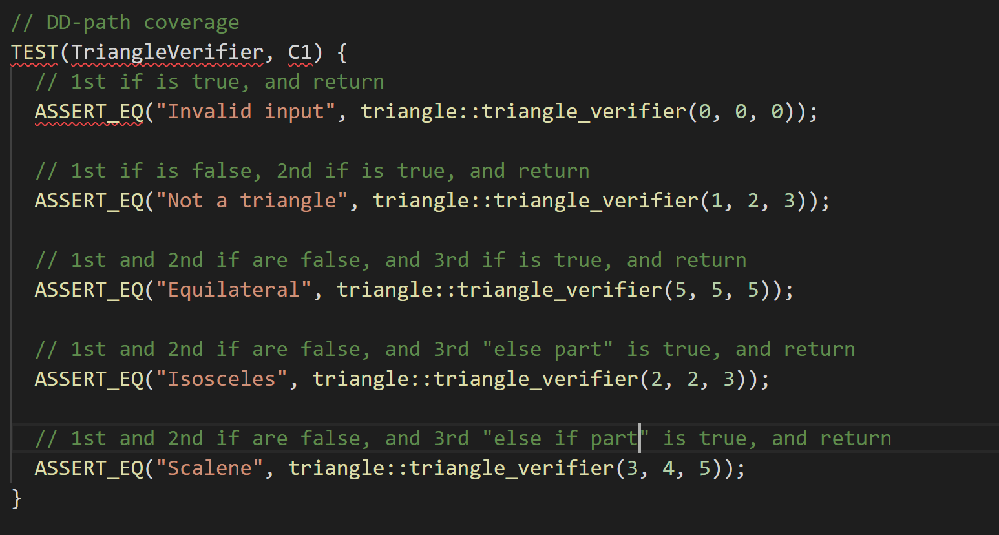 // DD-path coverage
TEST(TriangleVerifier, C1) {
// 1st if is true, and return
ASSERT_EQ("Invalid input", triangle::triangle_verifier(0, 0, 0));
// 1st if is false, 2nd if is true, and return
ASSERT_EQ("Not a triangle", triangle::triangle_verifier(1, 2, 3));
// 1st and 2nd if are false, and 3rd if is true, and return
ASSERT_EQ("Equilateral", triangle::triangle_verifier(5, 5, 5));
// 1st and 2nd if are false, and 3rd "else part" is true, and return
ASSERT_EQ("Isosceles", triangle::triangle_verifier(2, 2, 3));
// 1st and 2nd if are false, and 3rd "else if part" is true, and return
ASSERT_EQ("Scalene", triangle::triangle_verifier(3, 4, 5));
}